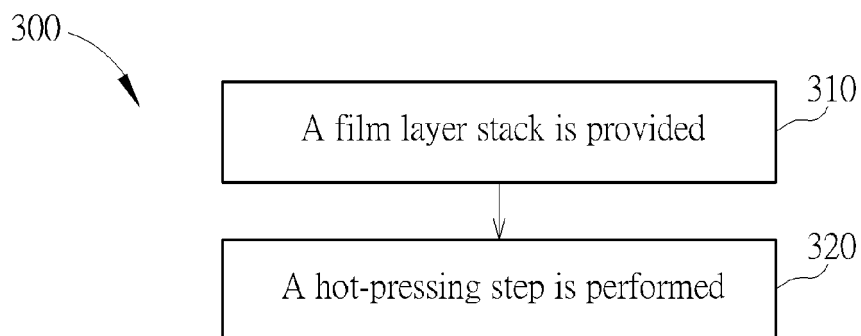 300
310
A film layer stack is provided
320
A hot-pressing step is performed